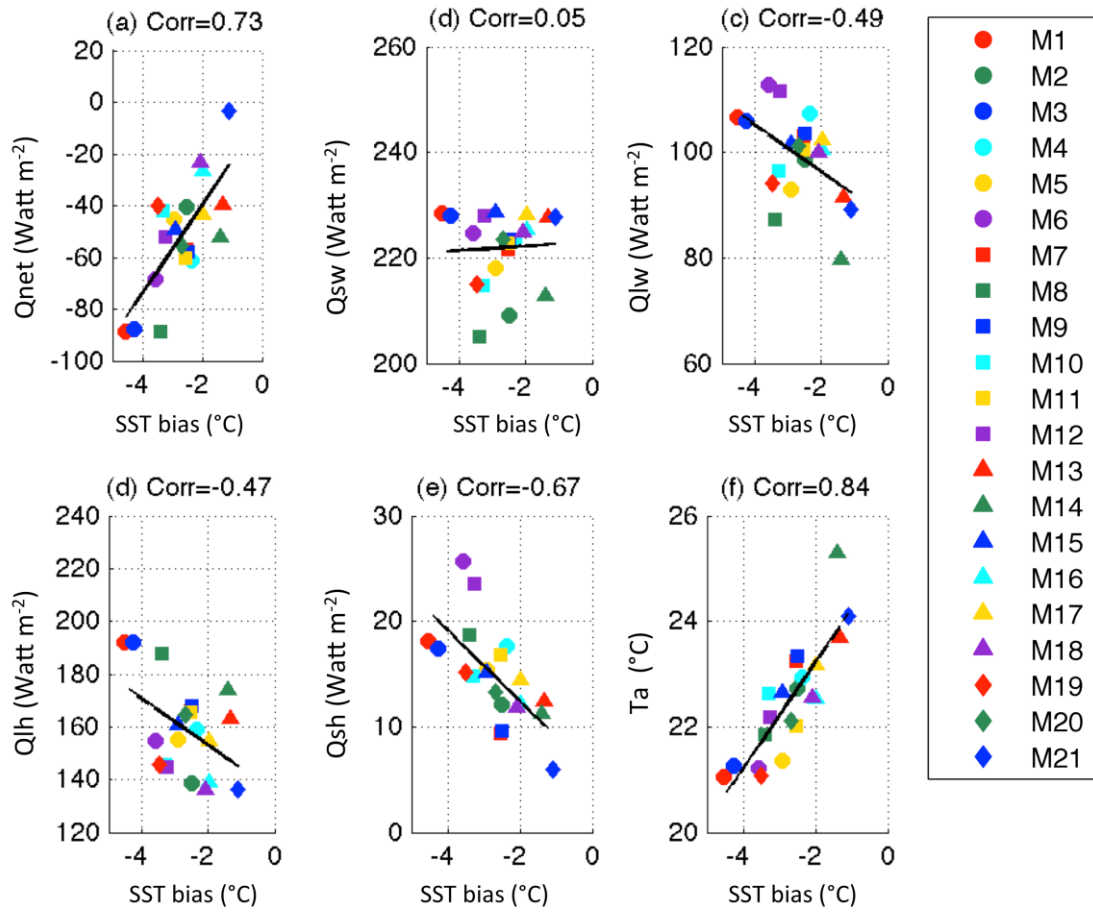 (a) Corr=0.73
(d) Corr=0.05
(c) Corr=-0.49
20
0
-20
-40
-60
-80
-100
Qnet (Watt m-2)
-4 -2 0
SST bias (°C)
260
240
220
200
Qsw (Watt m-2)
-4 -2 0
SST bias (°C)
120
100
80
60
Qlw (Watt m-2)
-4 -2 0
SST bias (°C)
(d) Corr=-0.47
(e) Corr=-0.67
(f) Corr=0.84
240
220
200
180
160
140
120
Qlh (Watt m-2)
-4 -2 0
SST bias (°C)
30
20
10
0
Qsh (Watt m-2)
-4 -2 0
SST bias (°C)
26
24
22
20
Ta (°C)
-4 -2 0
SST bias (°C)
M1
M2
M3
M4
M5
M6
M7
M8
M9
M10
M11
M12
M13
M14
M15
M16
M17
M18
M19
M20
M21